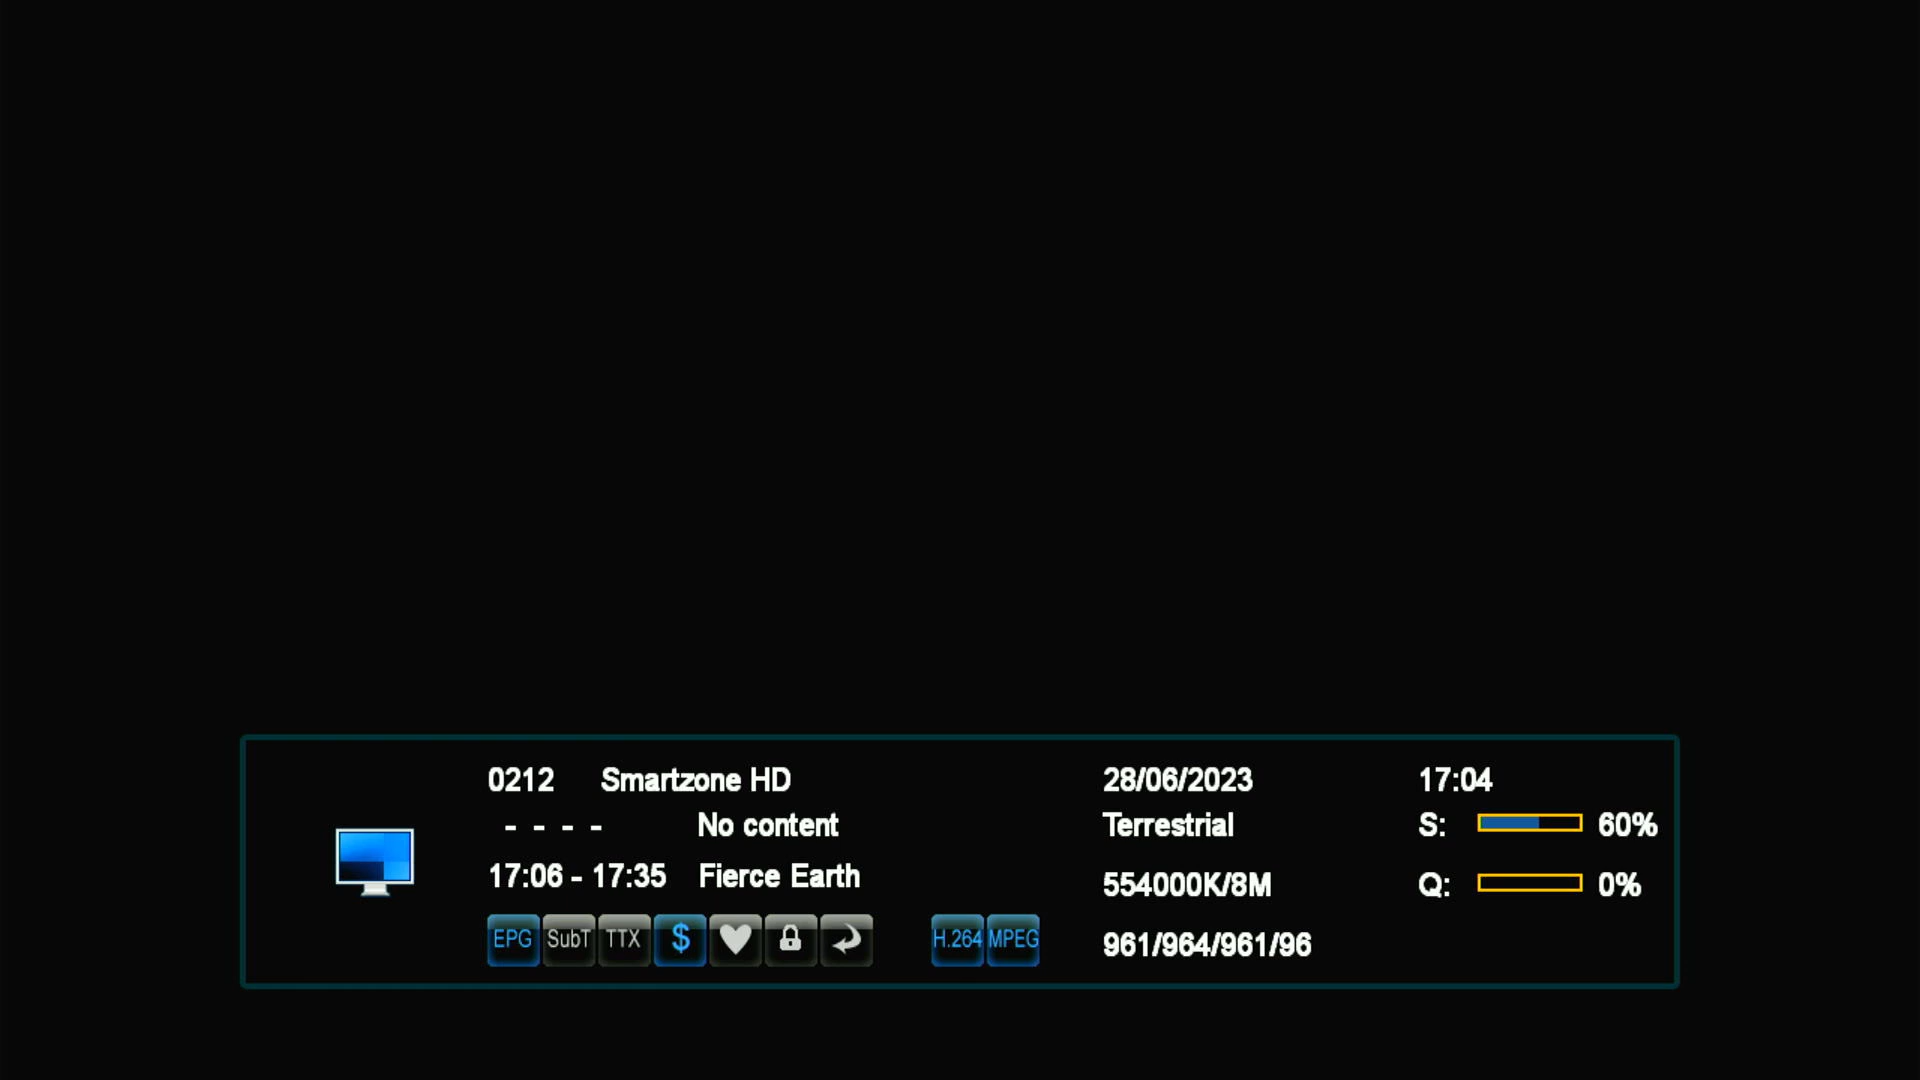 0212 Smartzone HD 28/06/2023 17:04
- - - - No content Terrestrial S: 60%
17:06 - 17:35 Fierce Earth 554000K/8M Q: 0%
EPG SubT TTX $ H.264 MPEG 961/964/961/96